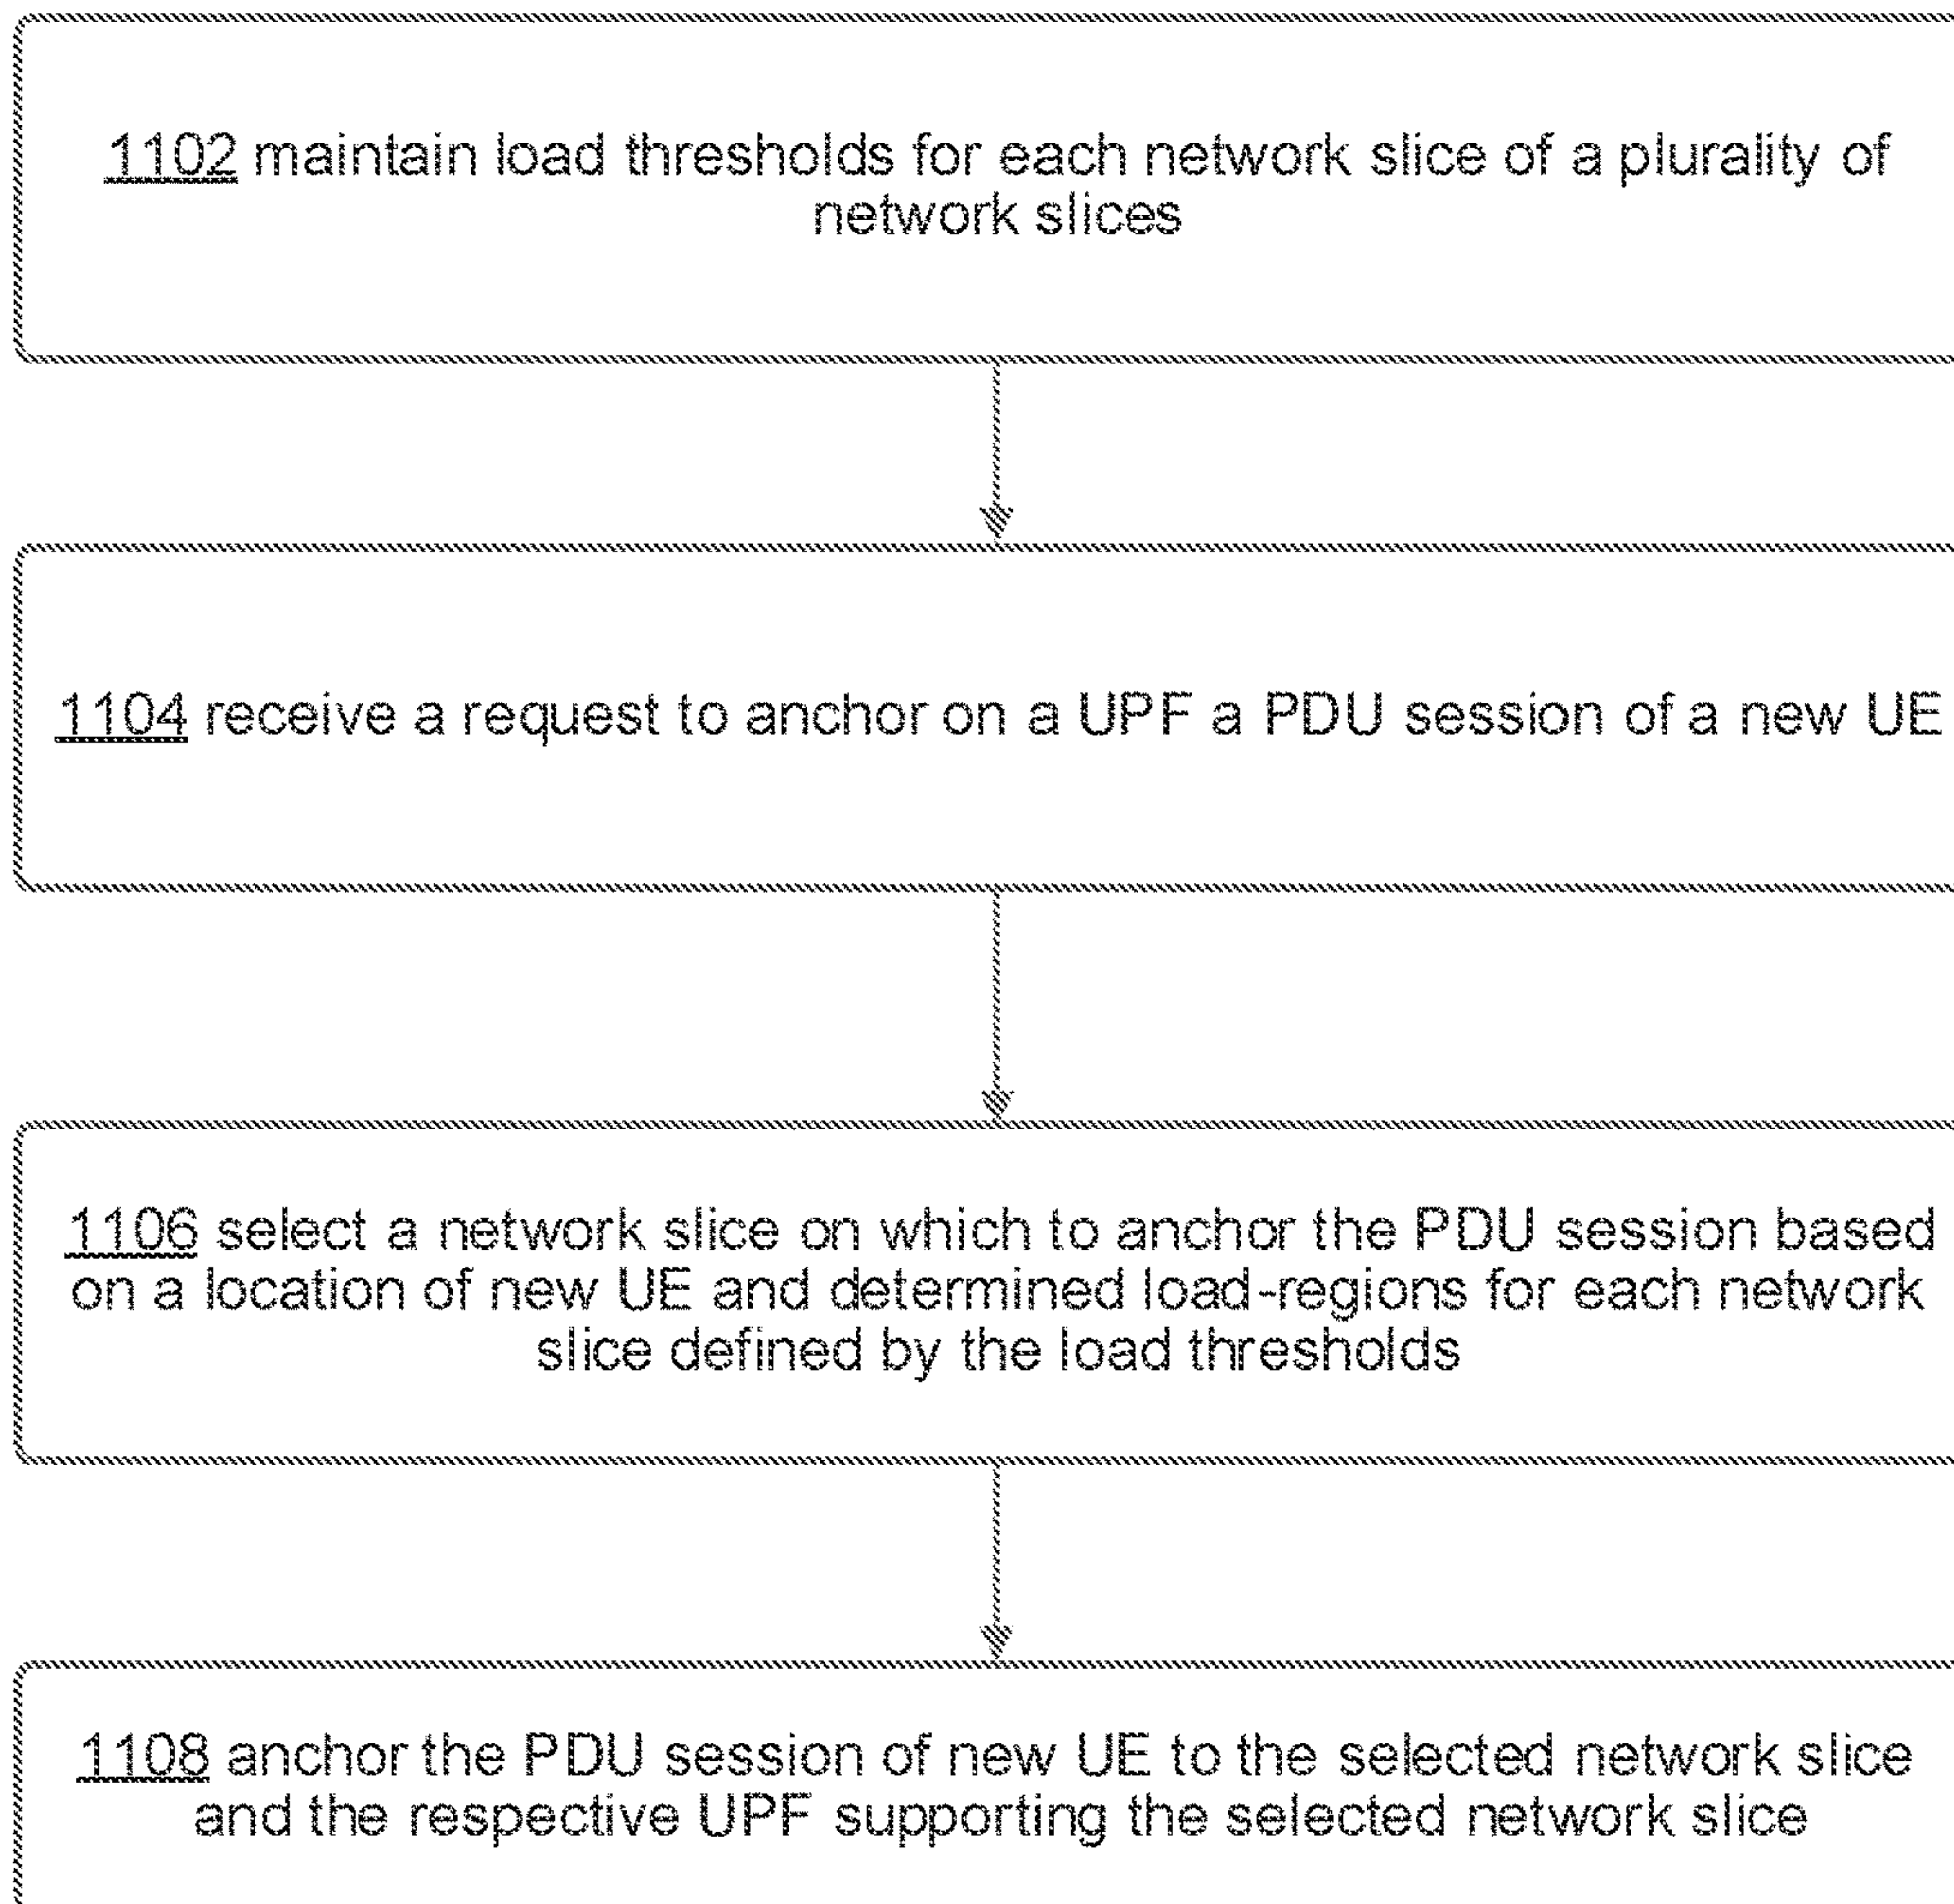 1102 maintain load thresholds for each network slice of a plurality of
network slices
1104 receive a request to anchor on a UPF a PDU session of a new UE
1106 select a network slice on which to anchor the PDU session based
on a location of new UE and determined load-regions for each network
slice defined by the load thresholds
1108 anchor the PDU session of new UE to the selected network slice
and the respective UPF supporting the selected network slice